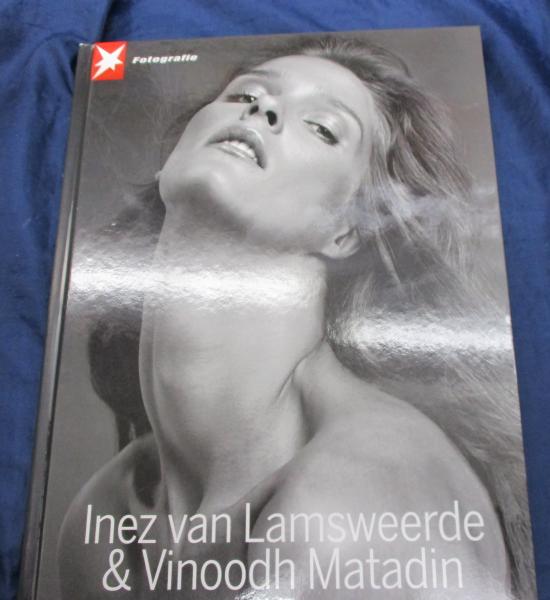 Fotografie
Inez van Lamsweerde
& Vinoodh Matadin